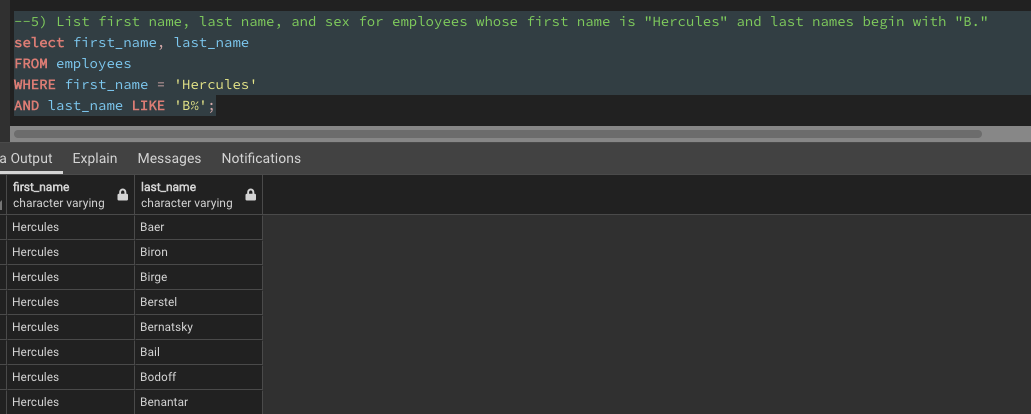 --5) List first name, last name, and sex for employees whose first name is "Hercules" and last names begin with "B."
select first_name, last_name
FROM employees
WHERE first_name = 'Hercules'
AND last_name LIKE 'B%';
a Output Explain Messages Notifications
first_name last_name
character varying character varying
Hercules Baer
Hercules Biron
Hercules Birge
Hercules Berstel
Hercules Bernatsky
Hercules Bail
Hercules Bodoff
Hercules Benantar